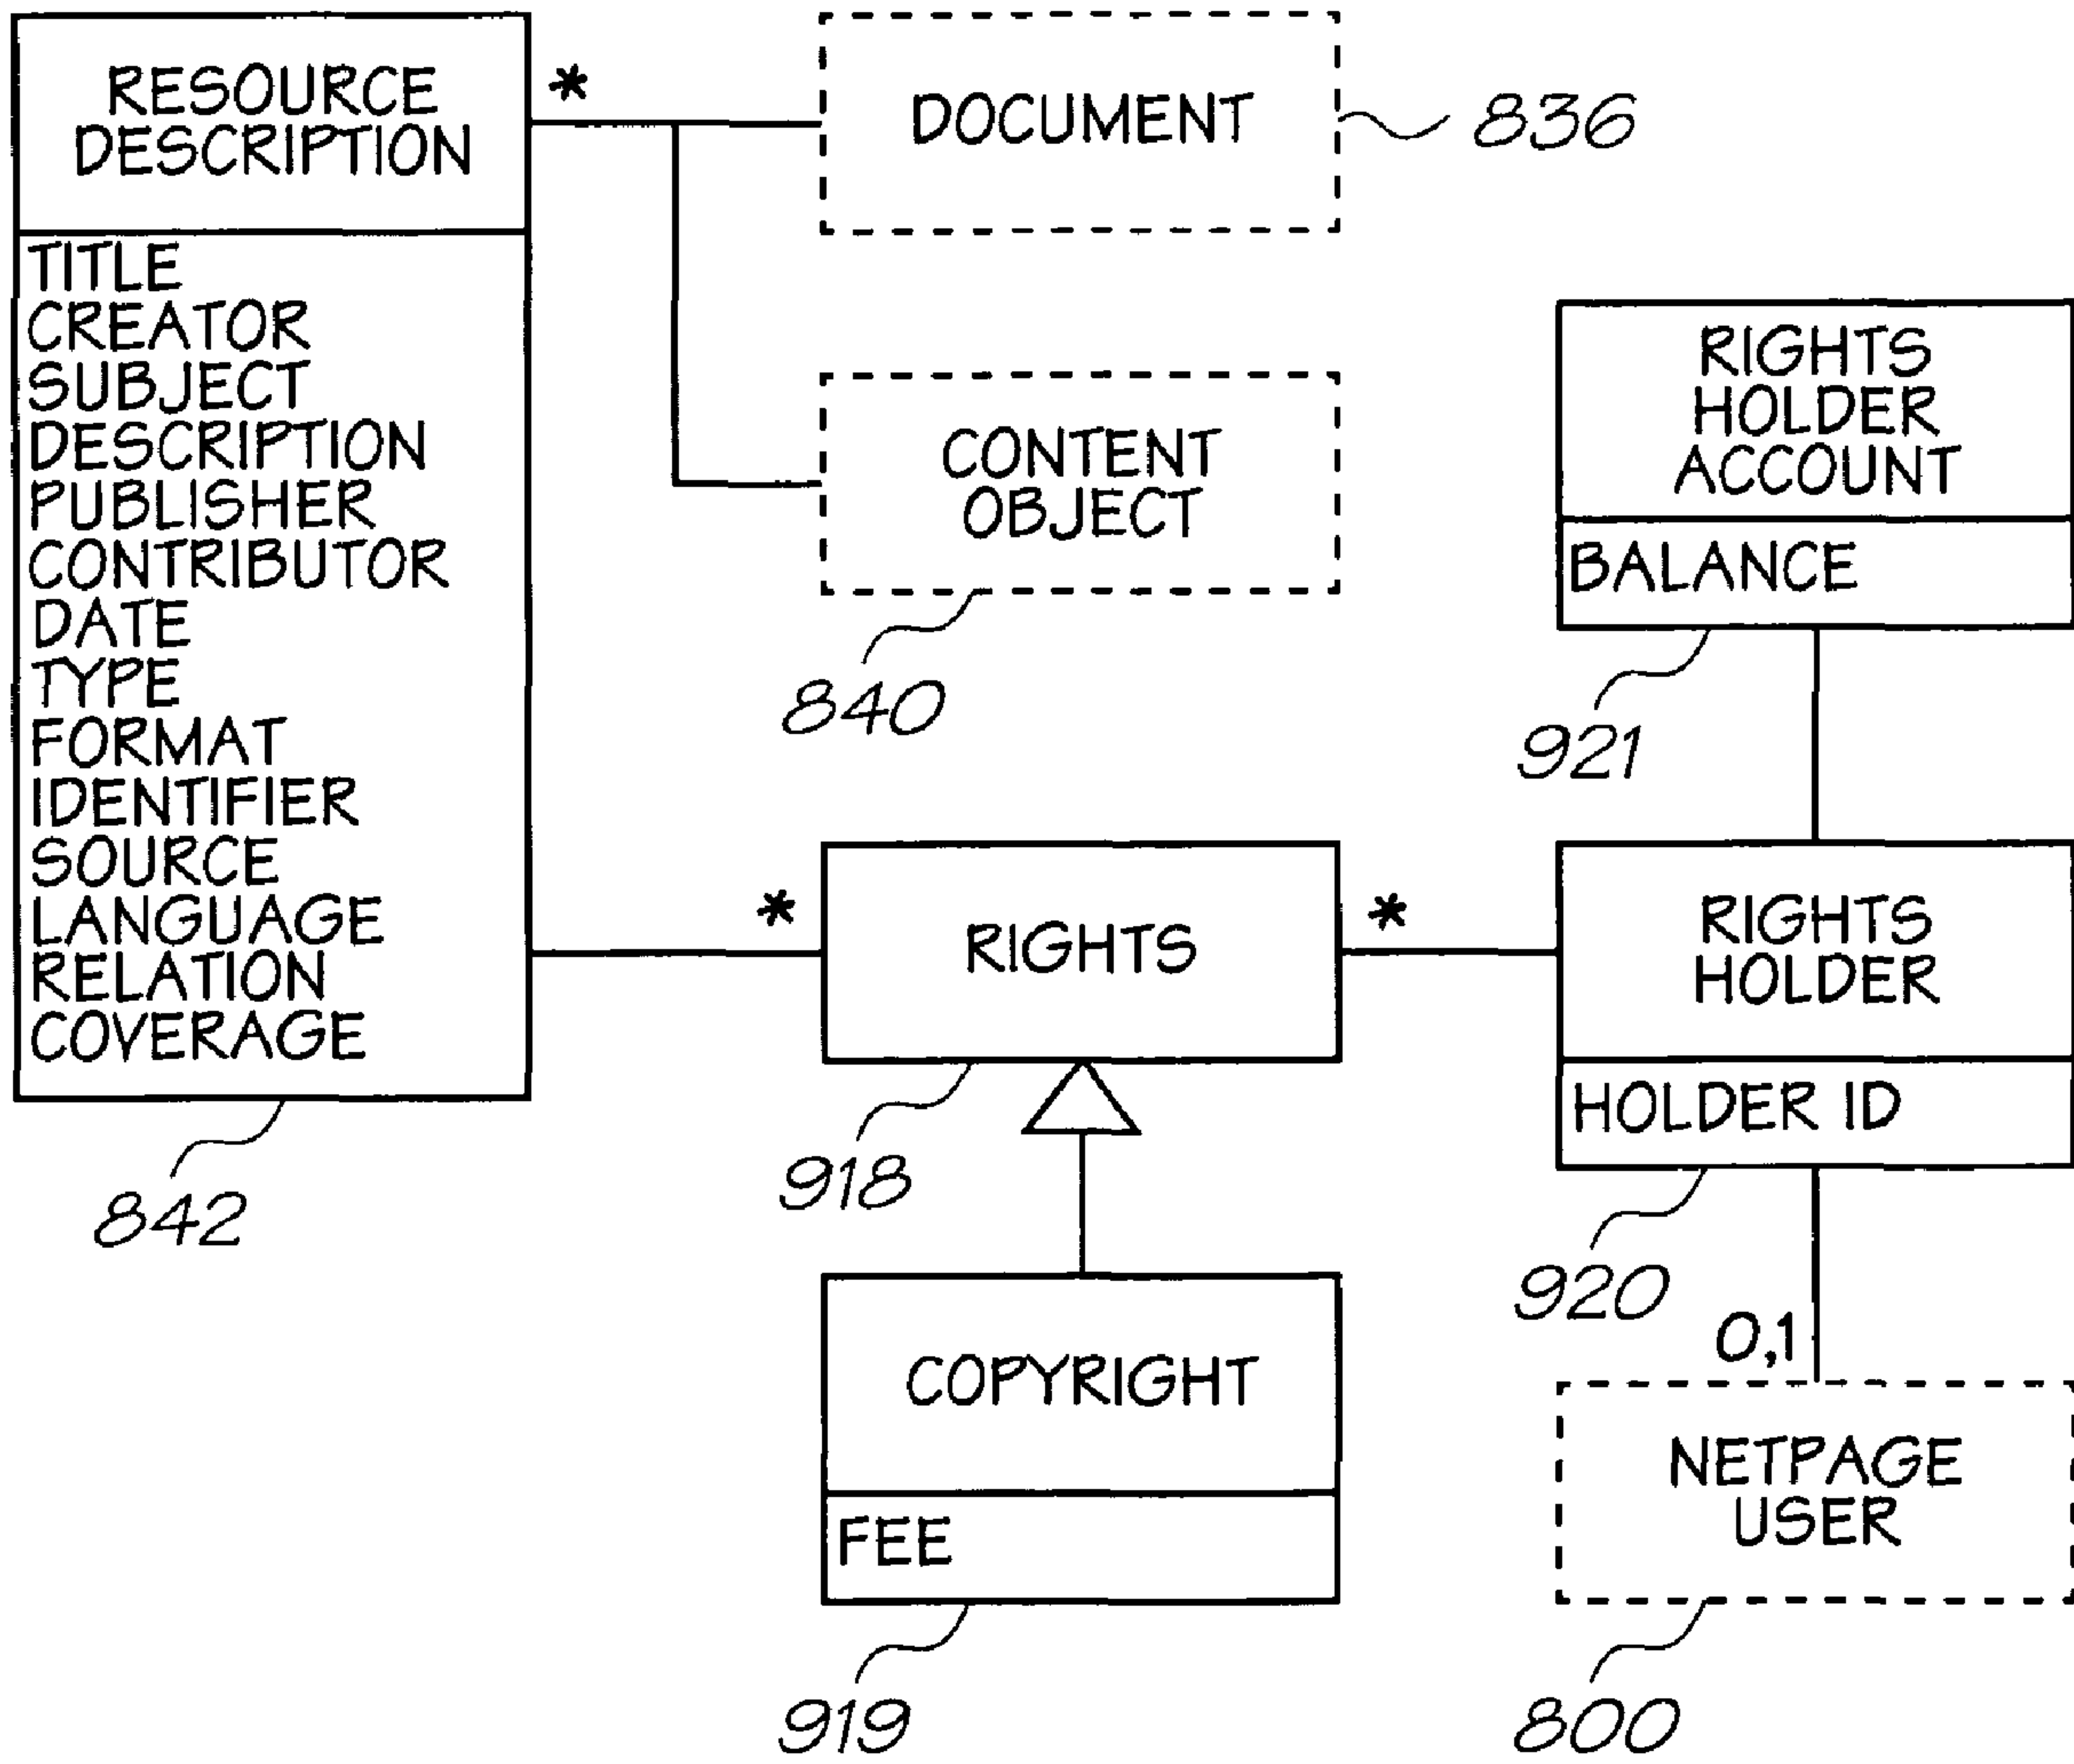 RESOURCE
DESCRIPTION
TITLE
CREATOR
SUBJECT
DESCRIPTION
PUBLISHER
CONTRIBUTOR
DATE
TYPE
FORMAT
IDENTIFIER
SOURCE
LANGUAGE
RELATION
COVERAGE
842
*
DOCUMENT
836
CONTENT
OBJECT
840
RIGHTS
HOLDER
ACCOUNT
BALANCE
921
*
RIGHTS
918
*
RIGHTS
HOLDER
HOLDER ID
920
COPYRIGHT
FEE
919
0,1
NETPAGE
USER
800